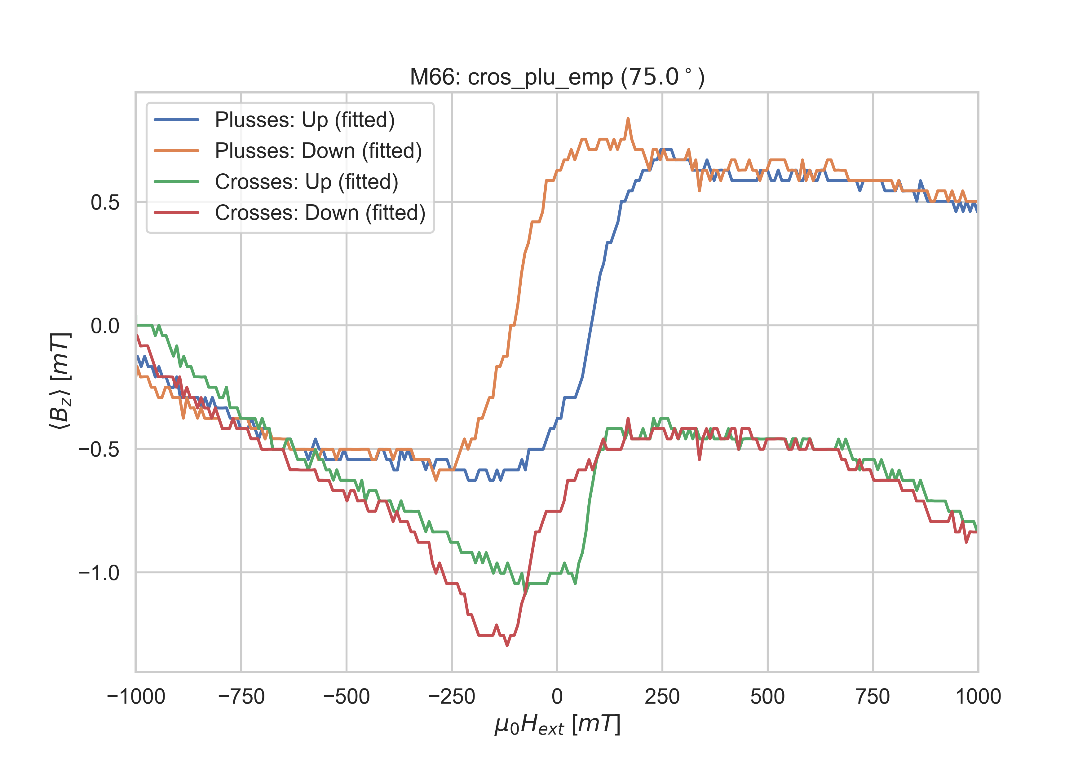 M66: cros_plu_emp (75.0°)
Plusses: Up (fitted)
Plusses: Down (fitted)
Crosses: Up (fitted)
Crosses: Down (fitted)
0.5
0.0
−0.5
−1.0
⟨B_z⟩ [mT]
−1000 −750 −500 −250 0 250 500 750 1000
μ₀H_ext [mT]